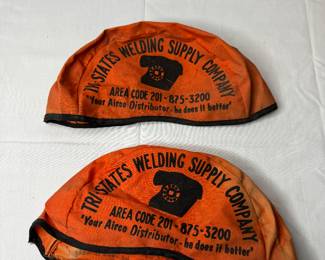 TRI-STATES WELDING SUPPLY COMPANY
AREA CODE 201-875-3200
"Your Airco Distributor - he does it better"
TRI-STATES WELDING SUPPLY COMPANY
AREA CODE 201-875-3200
"Your Airco Distributor - he does it better"